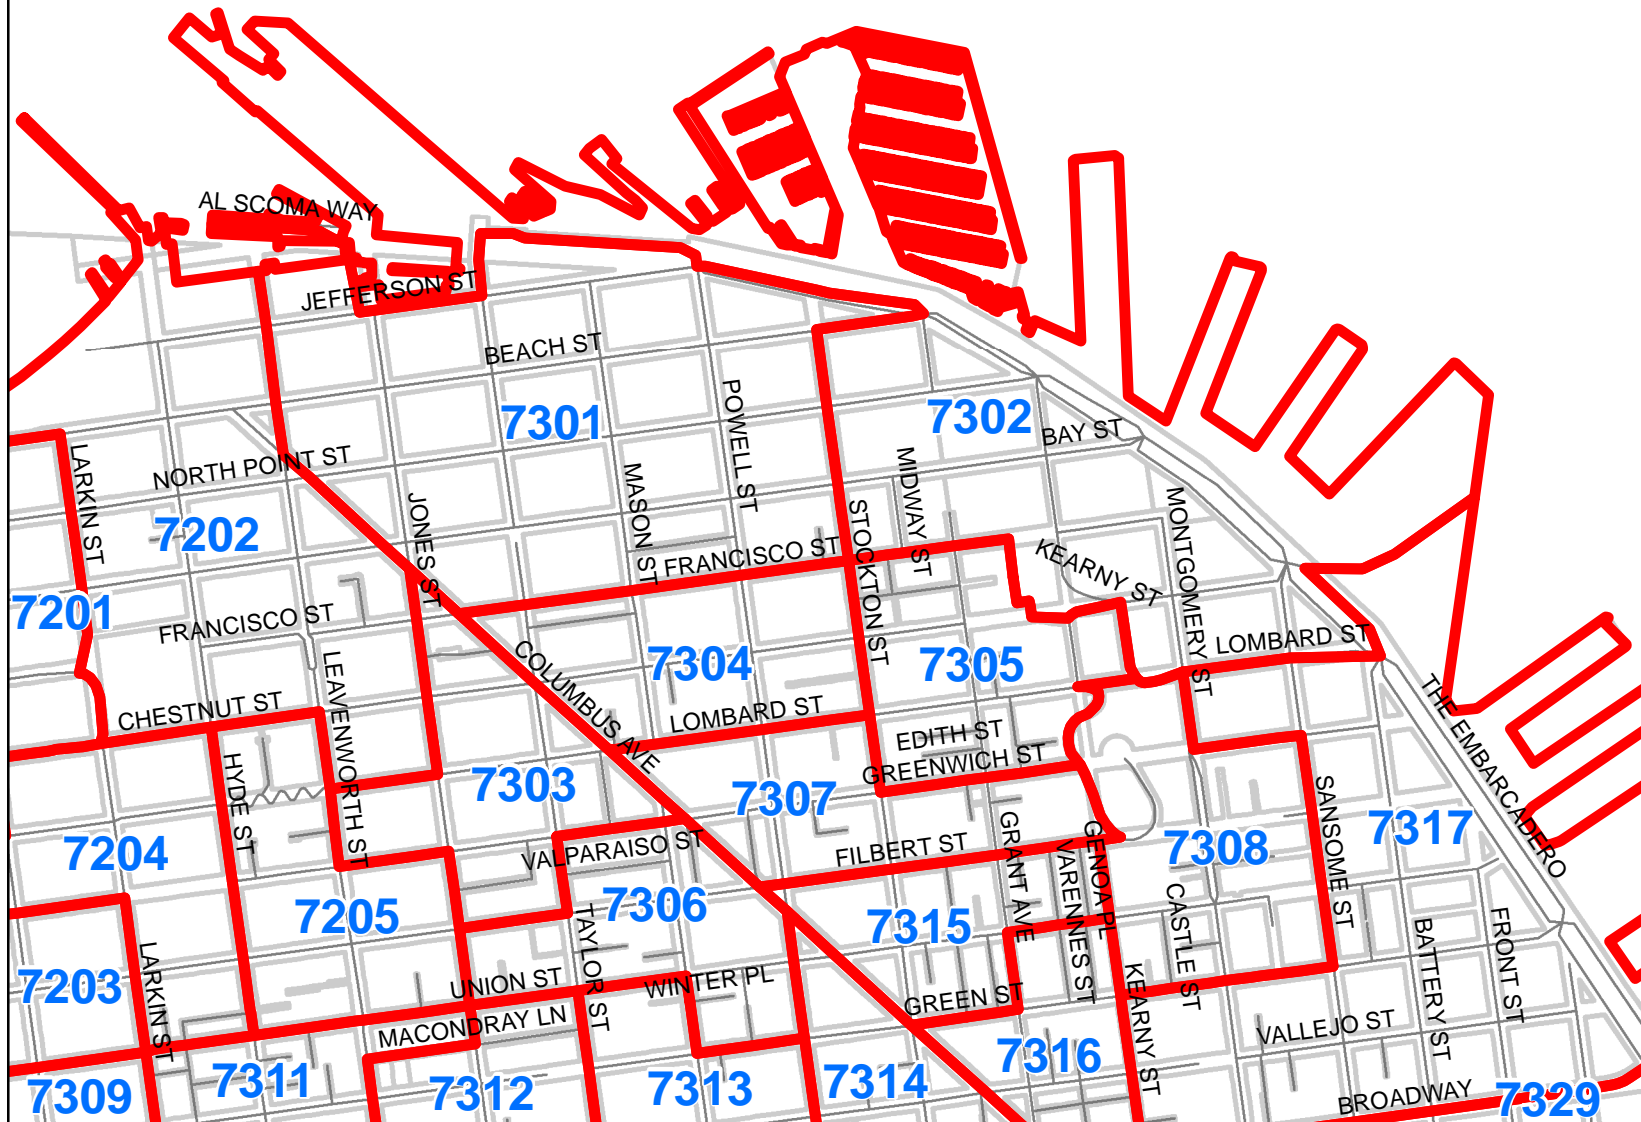 AL SCOMA WAY
JEFFERSON ST
BEACH ST
7301
POWELL ST
7302
BAY ST
LARKIN ST
NORTH POINT ST
7202
JONES ST
MASON ST
STOCKTON ST
MIDWAY ST
MONTGOMERY ST
FRANCISCO ST
KEARNY ST
7201
FRANCISCO ST
LEAVENWORTH ST
COLUMBUS AVE
7304
7305
LOMBARD ST
CHESTNUT ST
LOMBARD ST
EDITH ST
GREENWICH ST
THE EMBARCADERO
HYDE ST
7303
7307
SANSOME ST
7204
VALPARAISO ST
FILBERT ST
GRANT AVE
VARENNES ST
GENOA PL
7308
7317
7205
7306
7315
CASTLE ST
BATTERY ST
FRONT ST
7203
LARKIN ST
UNION ST
TAYLOR ST
WINTER PL
GREEN ST
KEARNY ST
MACONDRAY LN
VALLEJO ST
7309
7311
7312
7313
7314
7316
BROADWAY
7329